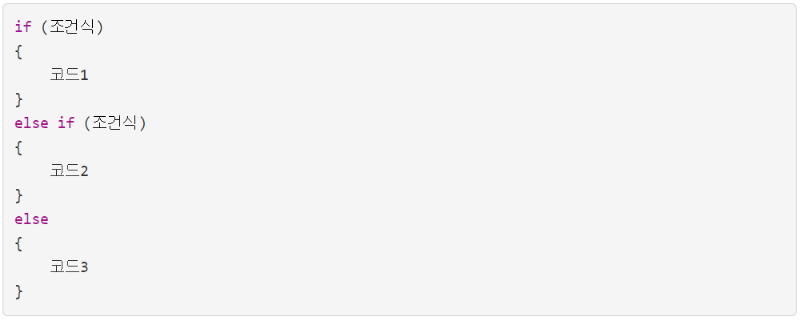 if (조건식)
{
    코드1
}
else if (조건식)
{
    코드2
}
else
{
    코드3
}